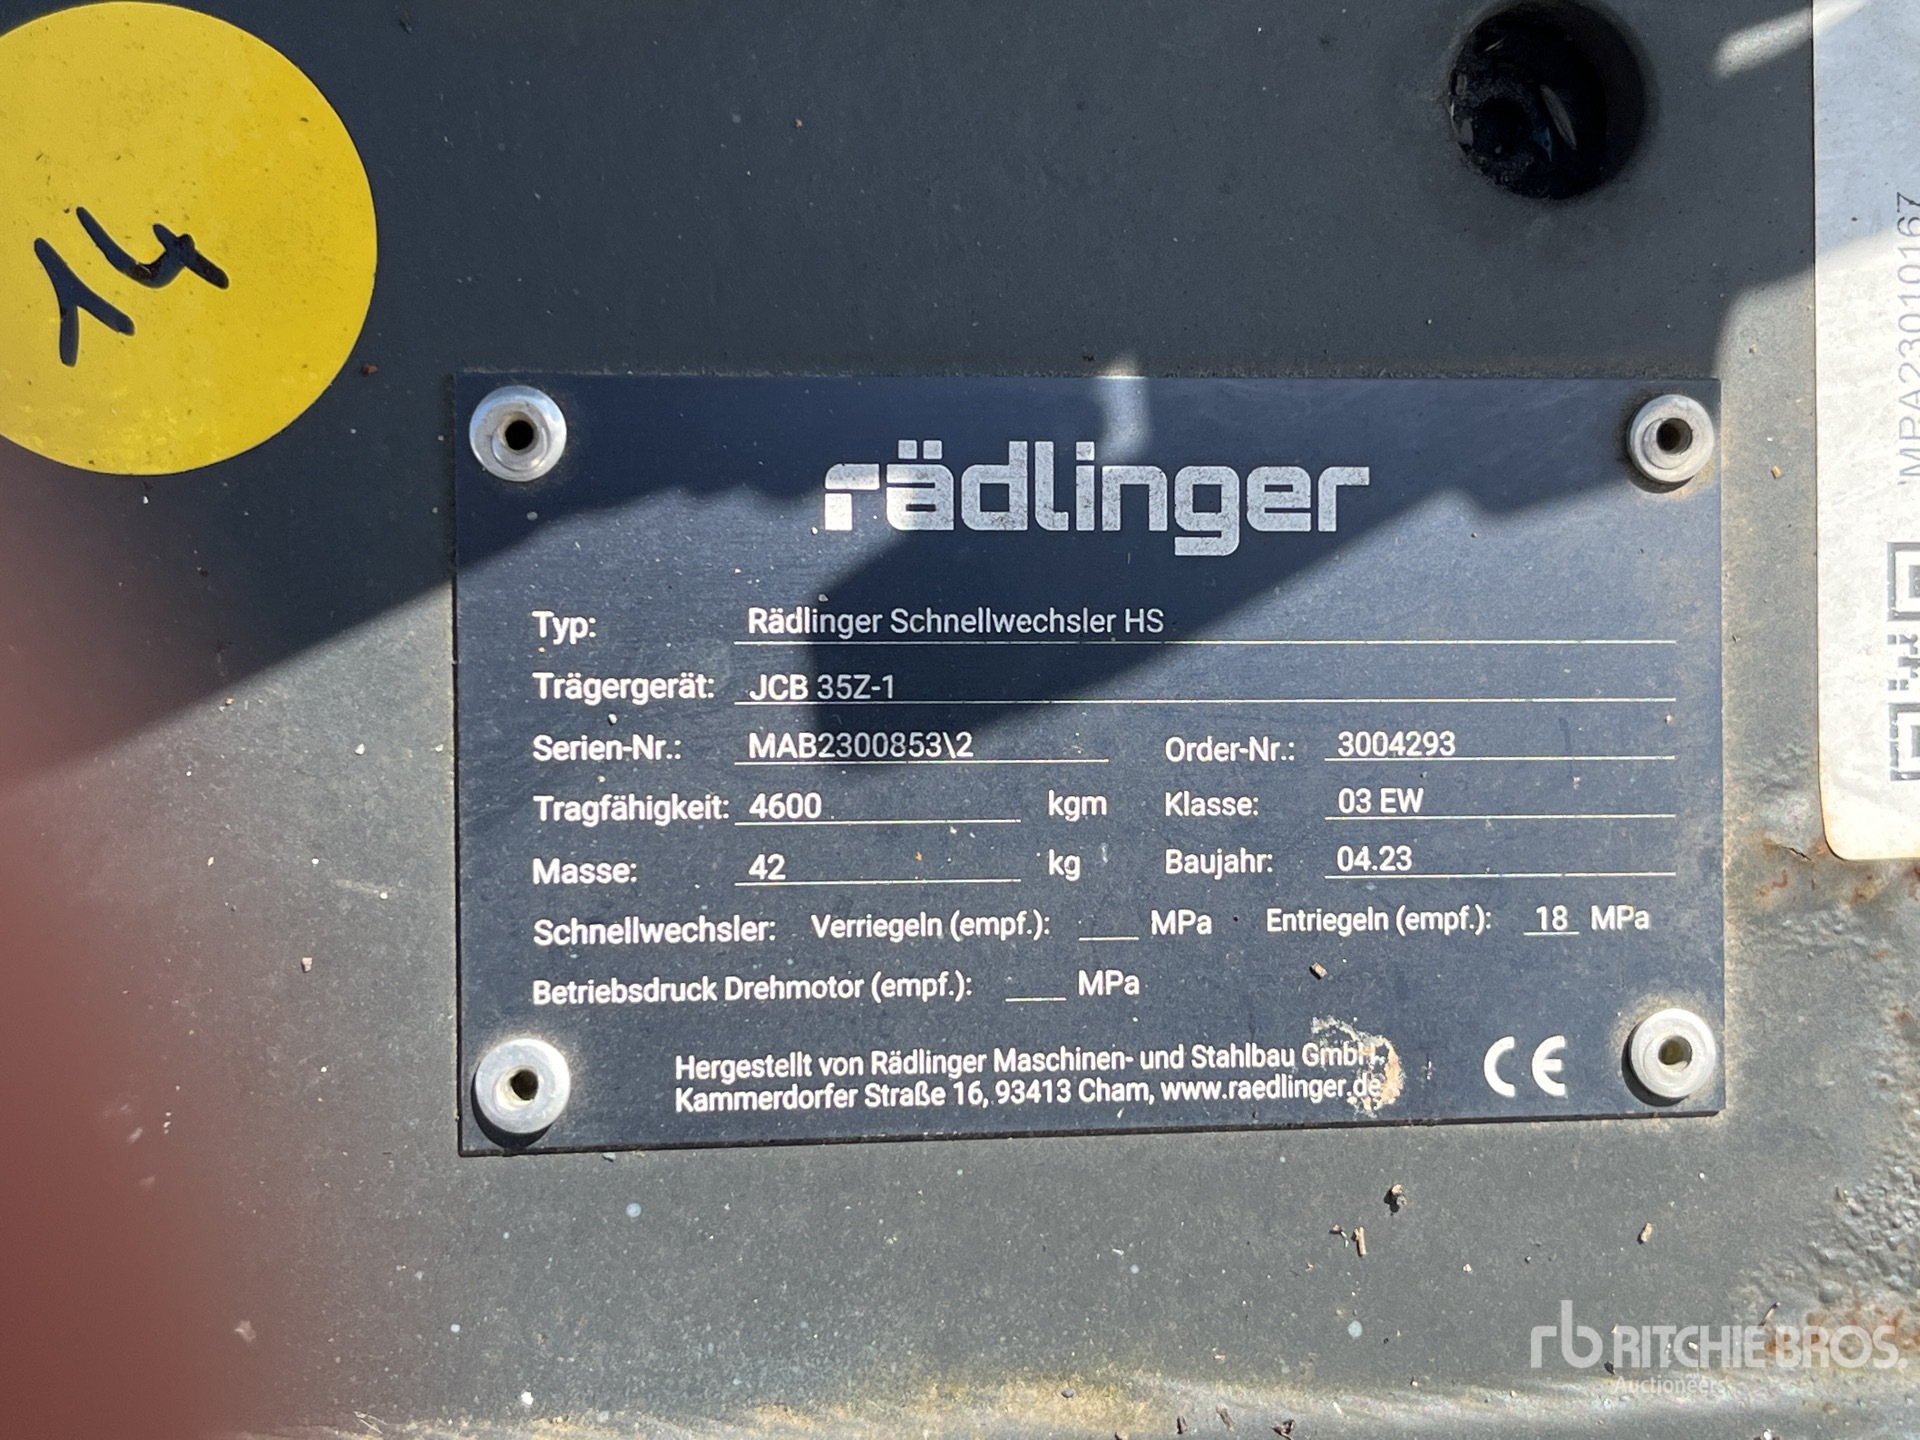 14
rädlinger
Typ: Rädlinger Schnellwechsler HS
Trägergerät: JCB 35Z-1
Serien-Nr.: MAB2300853\2 Order-Nr.: 3004293
Tragfähigkeit: 4600 kgm Klasse: 03 EW
Masse: 42 kg Baujahr: 04.23
Schnellwechsler: Verriegeln (empf.): ___ MPa Entriegeln (empf.): 18 MPa
Betriebsdruck Drehmotor (empf.): ___ MPa
Hergestellt von Rädlinger Maschinen- und Stahlbau GmbH
Kammerdorfer Straße 16, 93413 Cham, www.raedlinger.de
CE
MPA23010167
rb RITCHIE BROS.
Auctioneers